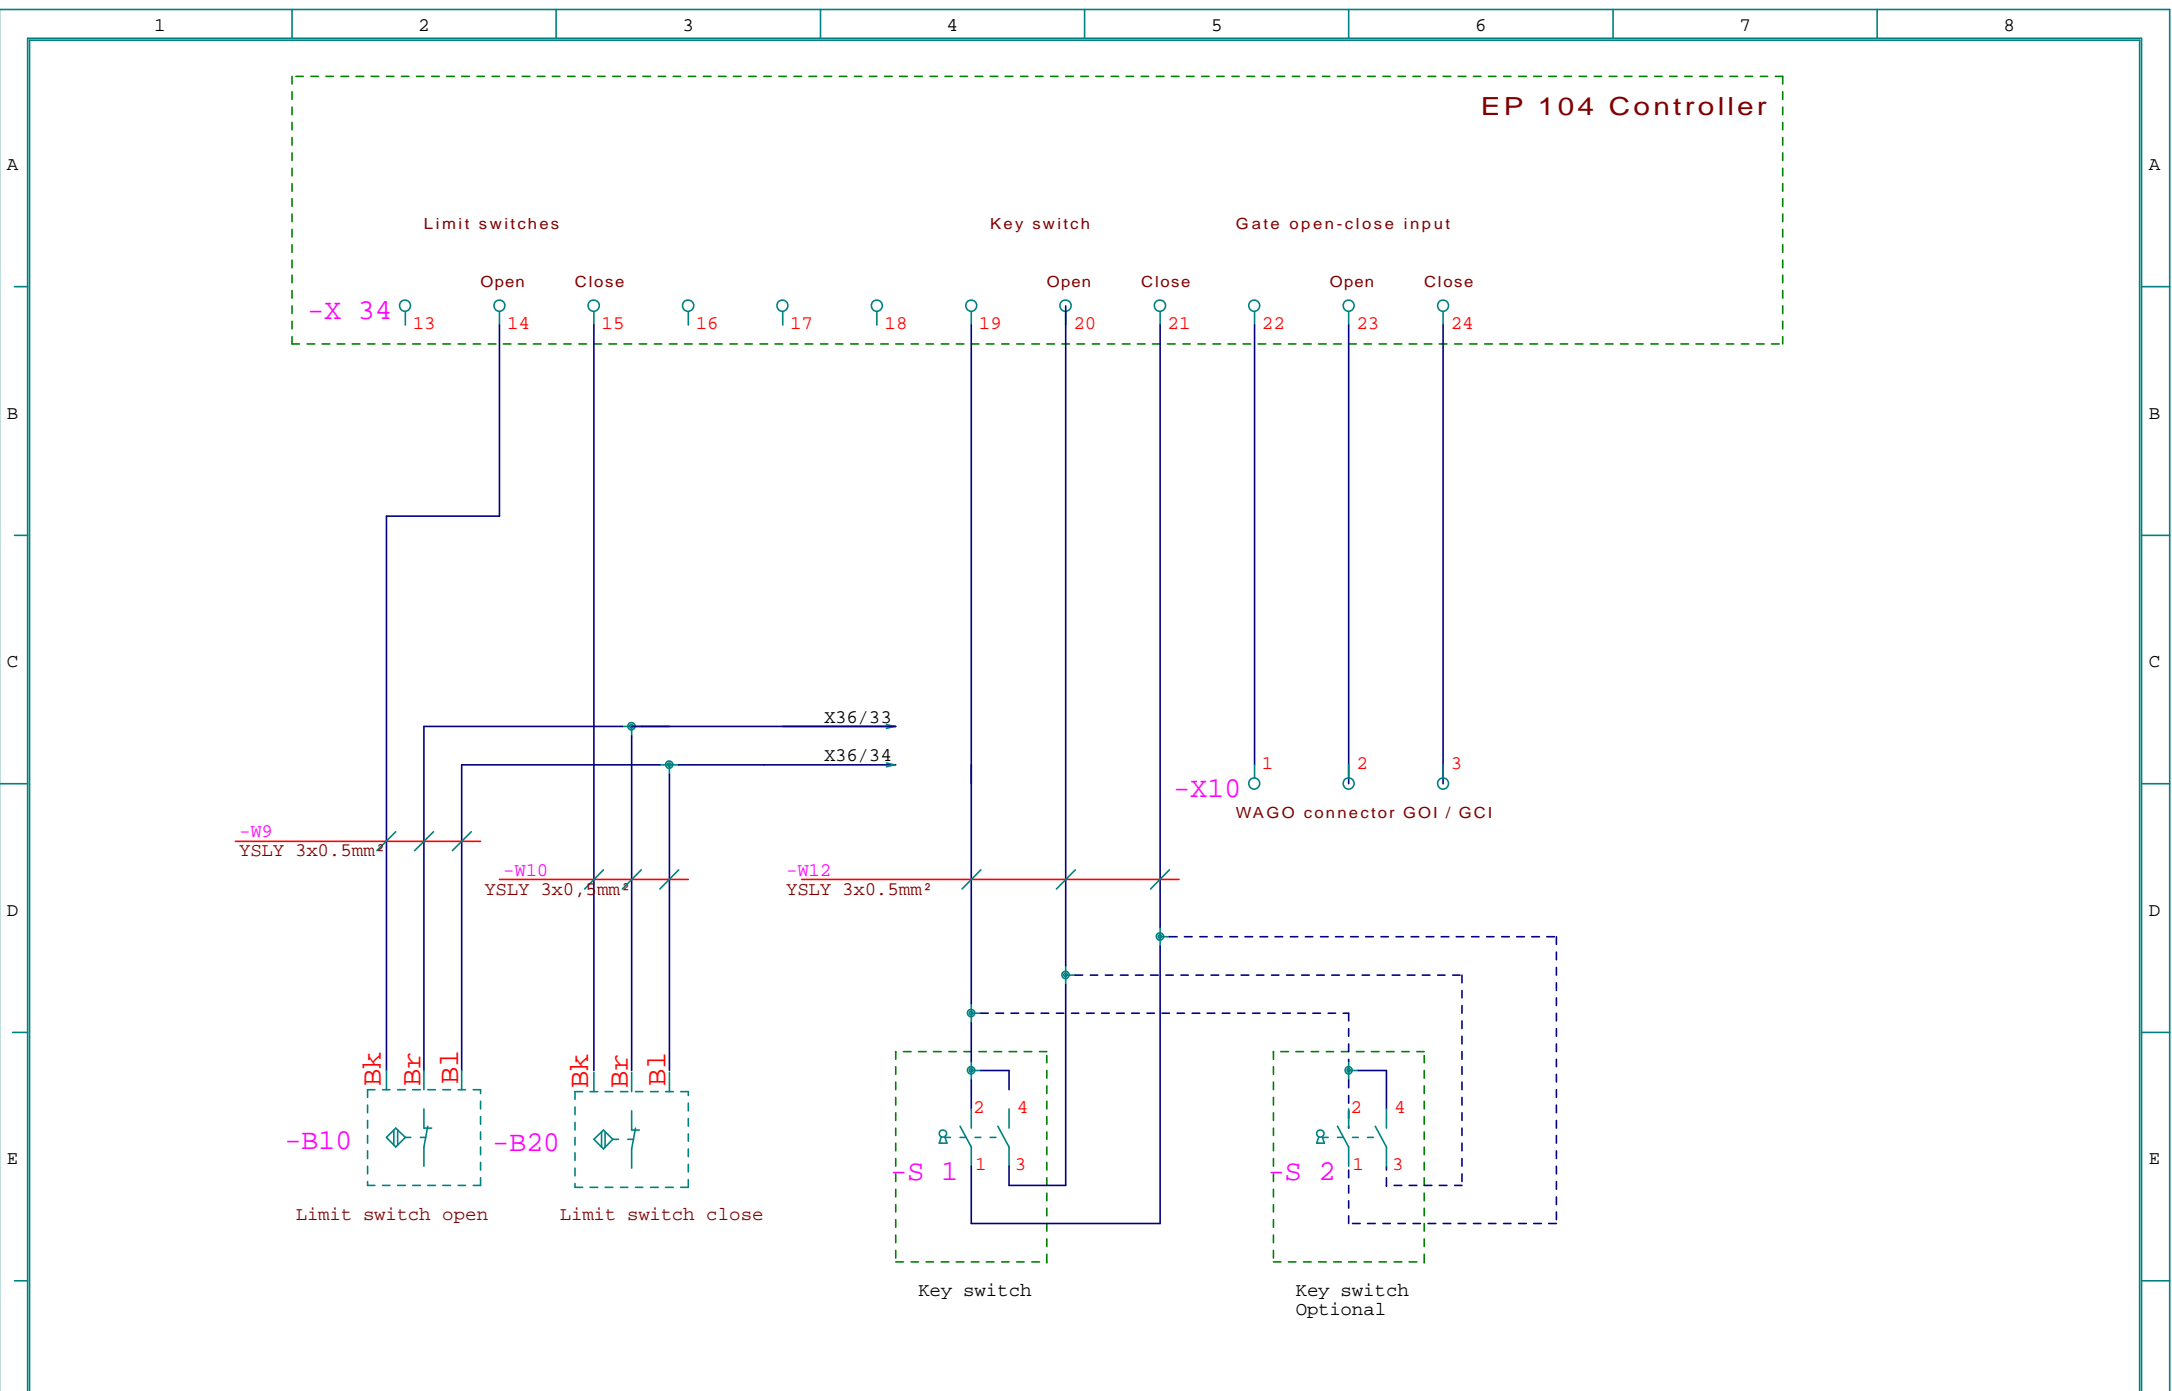 1 2 3 4 5 6 7 8
EP 104 Controller
A A
Limit switches Key switch Gate open-close input
Open Close Open Close Open Close
-X 34 13 14 15 16 17 18 19 20 21 22 23 24
B B
C C
X36/33
X36/34
1 2 3
-X10
WAGO connector GOI / GCI
-W9
YSLY 3x0.5mm²
-W10
YSLY 3x0,5mm²
-W12
YSLY 3x0.5mm²
D D
Bk Br Bl Bk Br Bl
2 4 2 4
-B10 -B20
E E
1 3 1 3
-S 1 -S 2
Limit switch open Limit switch close
Key switch
Key switch
Optional